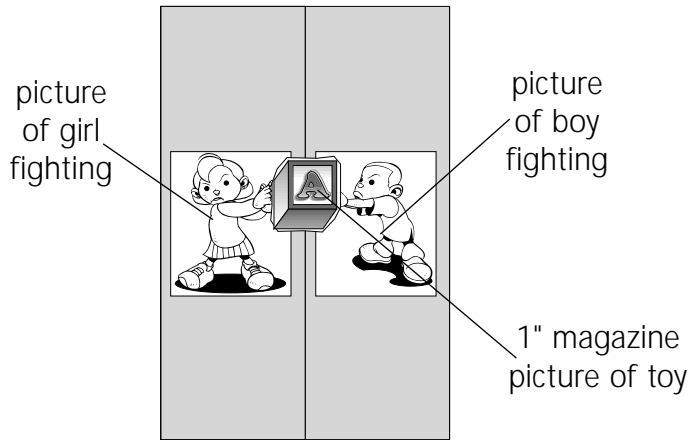 picture
of girl
fighting
picture
of boy
fighting
A
1" magazine
picture of toy